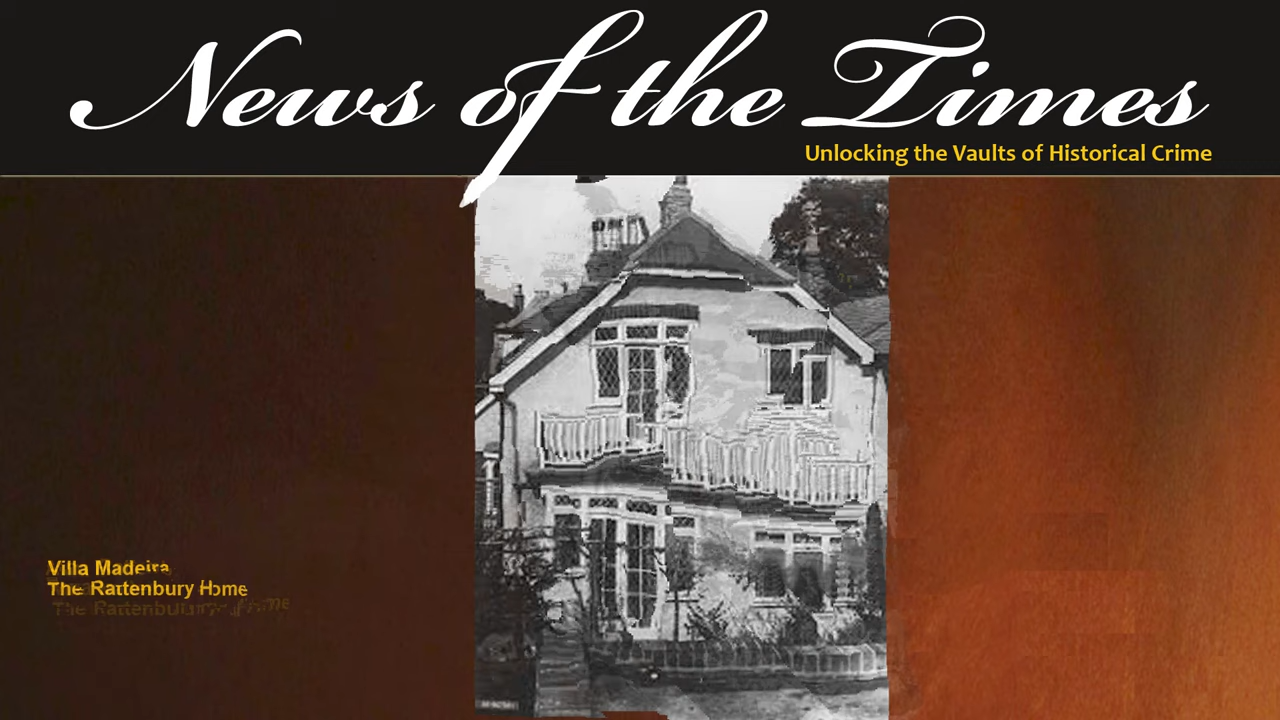 News of the Times
Unlocking the Vaults of Historical Crime
Villa Madeira
The Rattenbury Home